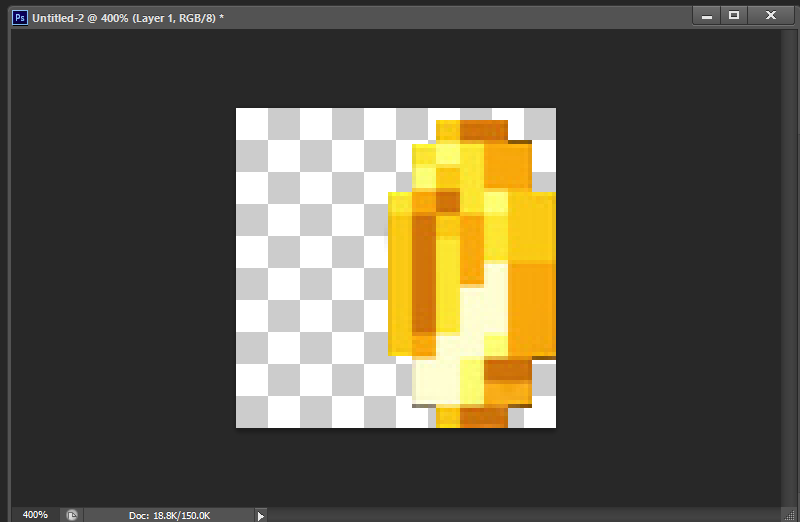 Ps Untitled-2 @ 400% (Layer 1, RGB/8) *
400% Doc: 18.8K/150.0K